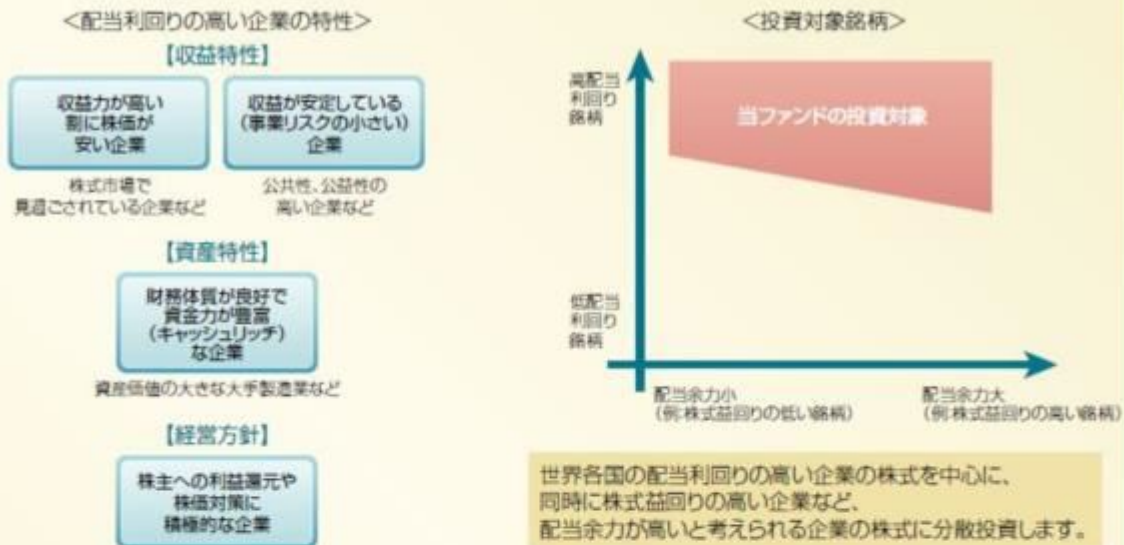 <配当利回りの高い企業の特性>
【収益特性】
収益力が高い
割に株価が
安い企業
収益が安定している
(事業リスクの小さい)
企業
株式市場で
見過ごされている企業など
公共性、公益性の
高い企業など
【資産特性】
財務体質が良好で
資金力が豊富
(キャッシュリッチ)
な企業
資産価値の大きな大手製造業など
【経営方針】
株主への利益還元や
株価対策に
積極的な企業
<投資対象銘柄>
高配当
利回り
銘柄
当ファンドの投資対象
低配当
利回り
銘柄
配当余力小
(例:株式益回りの低い銘柄)
配当余力大
(例:株式益回りの高い銘柄)
世界各国の配当利回りの高い企業の株式を中心に、
同時に株式益回りの高い企業など、
配当余力が高いと考えられる企業の株式に分散投資します。